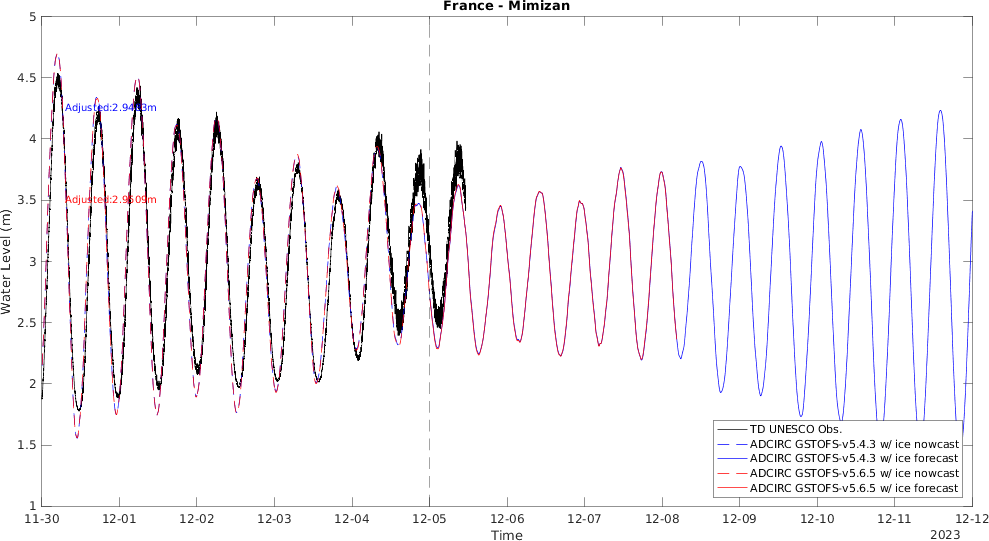 France - Mimizan
Water Level (m)
5
4.5
4
3.5
3
2.5
2
1.5
1
Adjusted:2.9493m
Adjusted:2.9509m
TD UNESCO Obs.
ADCIRC GSTOFS-v5.4.3 w/ ice nowcast
ADCIRC GSTOFS-v5.4.3 w/ ice forecast
ADCIRC GSTOFS-v5.6.5 w/ ice nowcast
ADCIRC GSTOFS-v5.6.5 w/ ice forecast
11-30 12-01 12-02 12-03 12-04 12-05 12-06 12-07 12-08 12-09 12-10 12-11 12-12
Time
2023